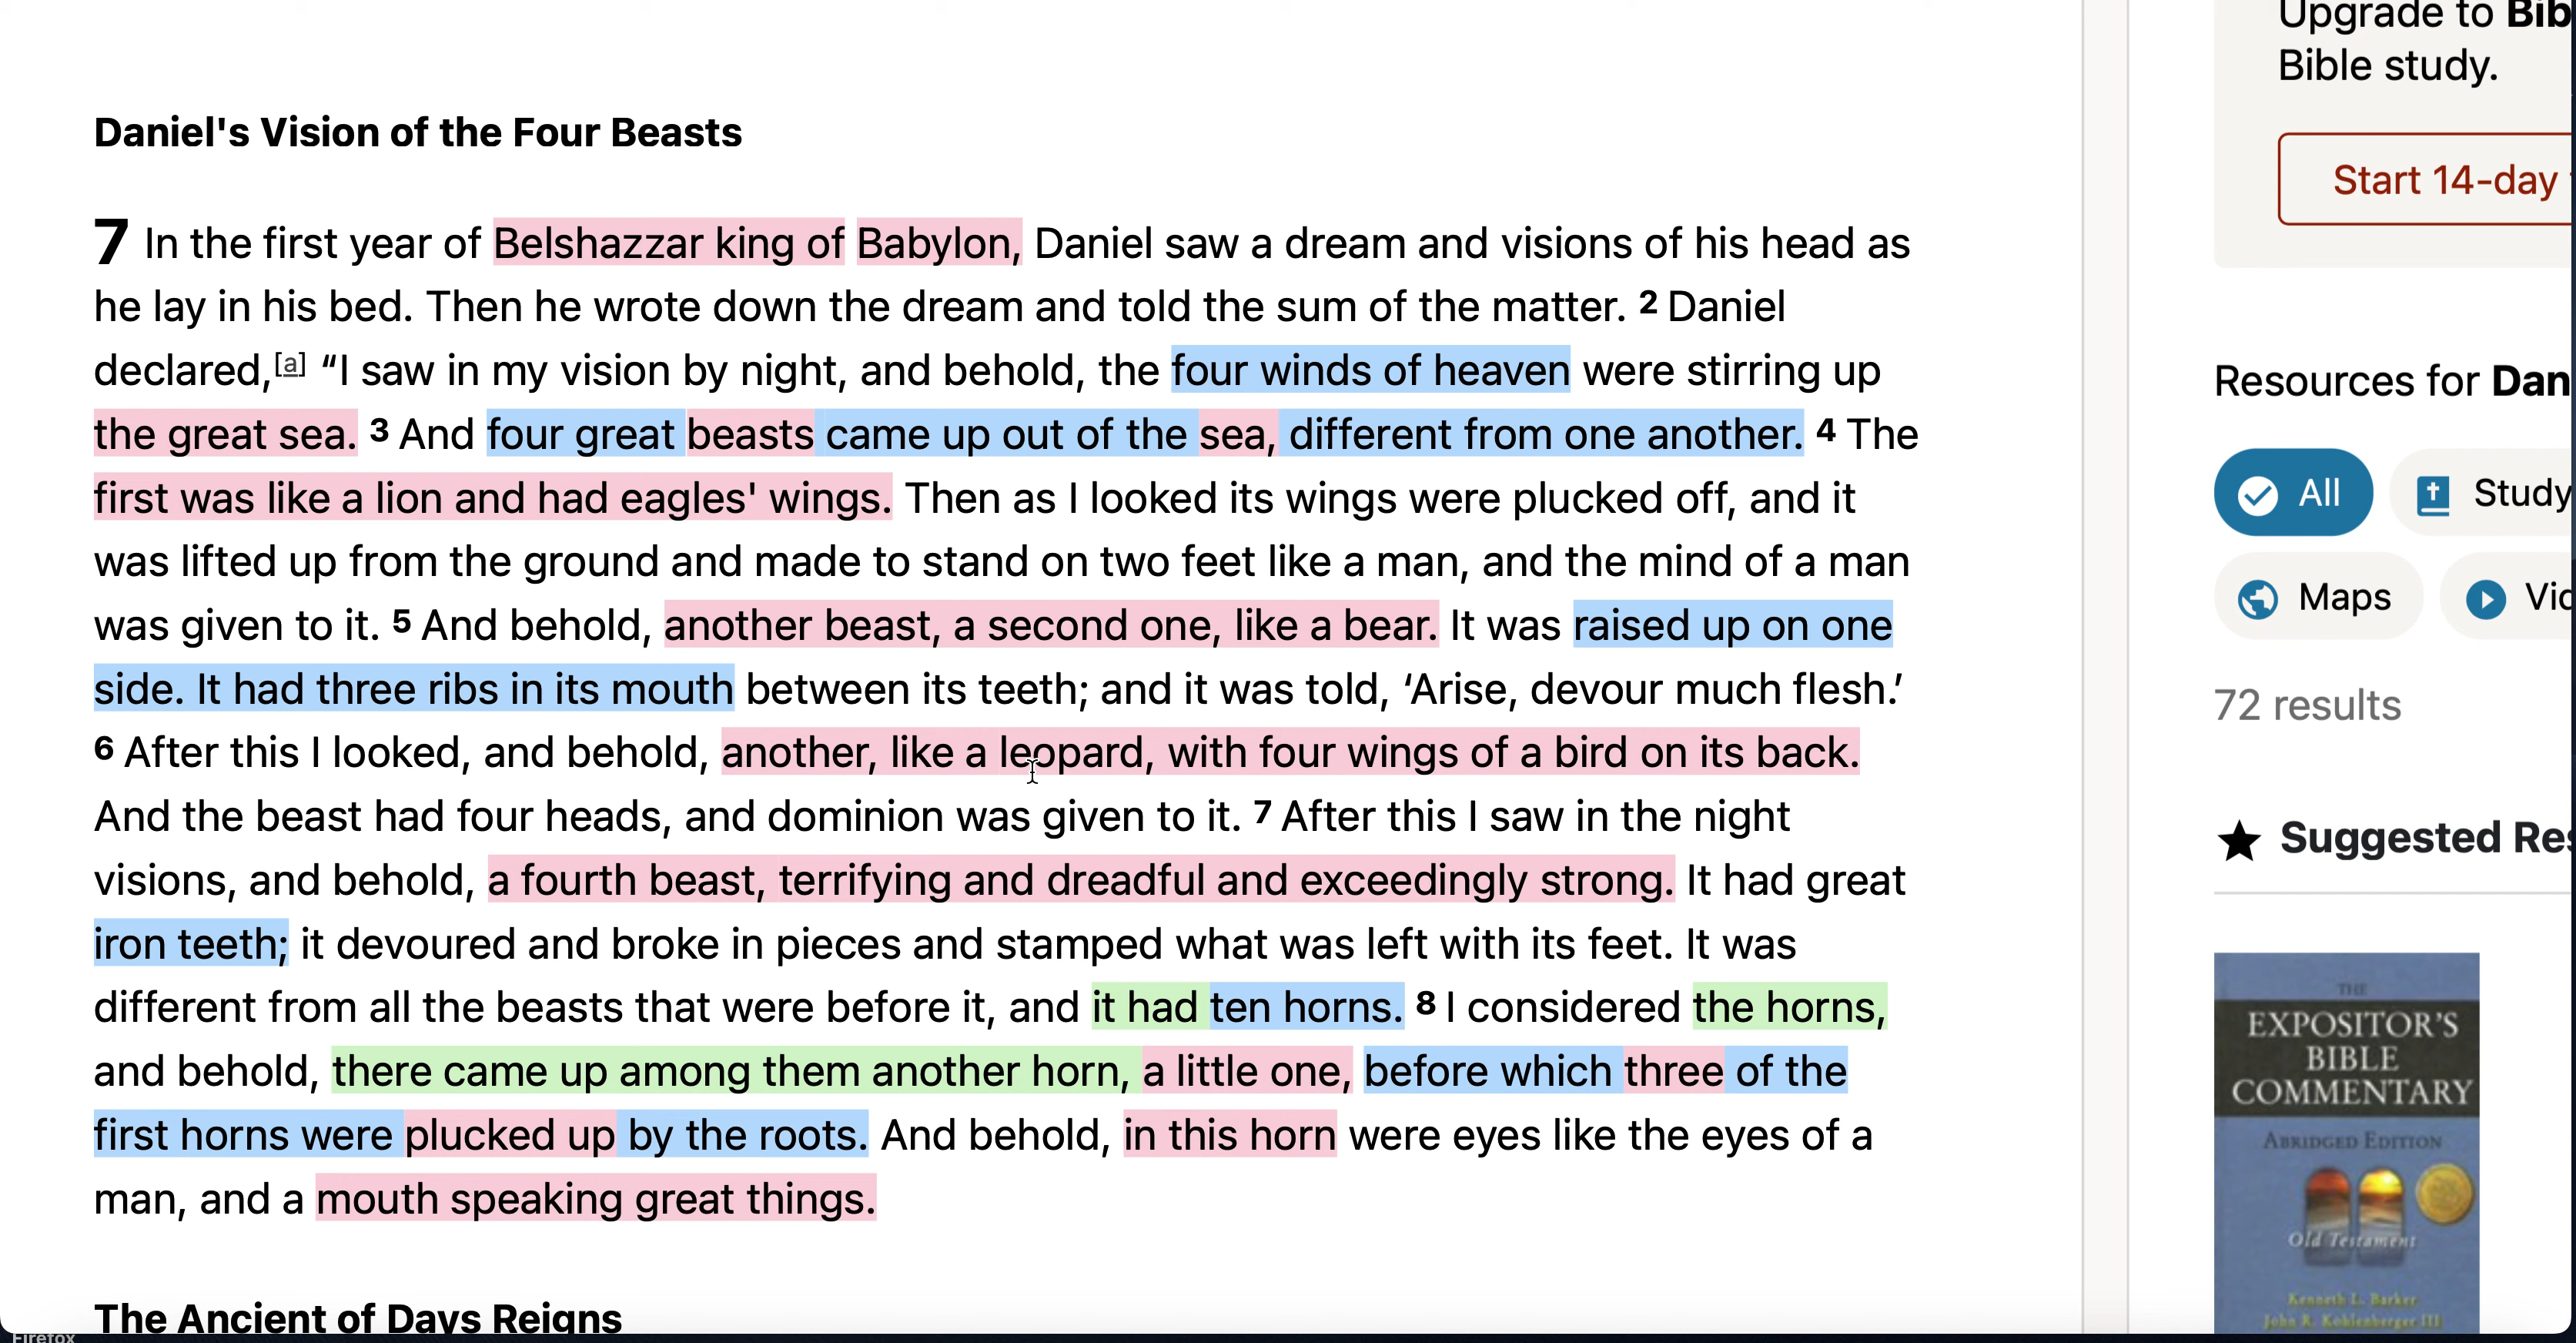 Daniel's Vision of the Four Beasts
7 In the first year of Belshazzar king of Babylon, Daniel saw a dream and visions of his head as
he lay in his bed. Then he wrote down the dream and told the sum of the matter. 2 Daniel
declared,[a] “I saw in my vision by night, and behold, the four winds of heaven were stirring up
the great sea. 3 And four great beasts came up out of the sea, different from one another. 4 The
first was like a lion and had eagles' wings. Then as I looked its wings were plucked off, and it
was lifted up from the ground and made to stand on two feet like a man, and the mind of a man
was given to it. 5 And behold, another beast, a second one, like a bear. It was raised up on one
side. It had three ribs in its mouth between its teeth; and it was told, ‘Arise, devour much flesh.’
6 After this I looked, and behold, another, like a leopard, with four wings of a bird on its back.
And the beast had four heads, and dominion was given to it. 7 After this I saw in the night
visions, and behold, a fourth beast, terrifying and dreadful and exceedingly strong. It had great
iron teeth; it devoured and broke in pieces and stamped what was left with its feet. It was
different from all the beasts that were before it, and it had ten horns. 8 I considered the horns,
and behold, there came up among them another horn, a little one, before which three of the
first horns were plucked up by the roots. And behold, in this horn were eyes like the eyes of a
man, and a mouth speaking great things.
The Ancient of Days Reigns
Firefox
Upgrade to Bib
Bible study.
Start 14-day
Resources for Dan
All
Study
Maps
Vid
72 results
Suggested Res
THE
EXPOSITOR'S
BIBLE
COMMENTARY
ABRIDGED EDITION
Old Testament
Kenneth L. Barker
John R. Kohlenberger III